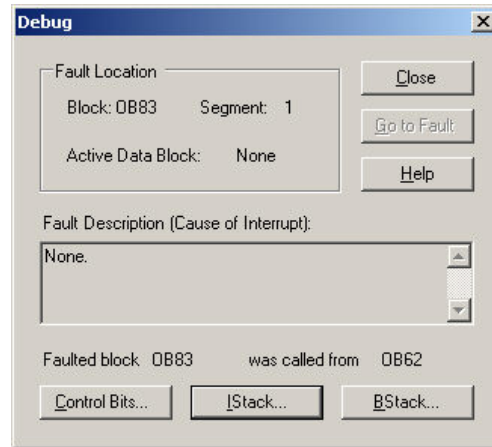 Debug
Fault Location
Block: OB83 Segment: 1
Active Data Block: None
Close
Go to Fault
Help
Fault Description (Cause of Interrupt):
None.
Faulted block OB83 was called from OB62
Control Bits... IStack... BStack...